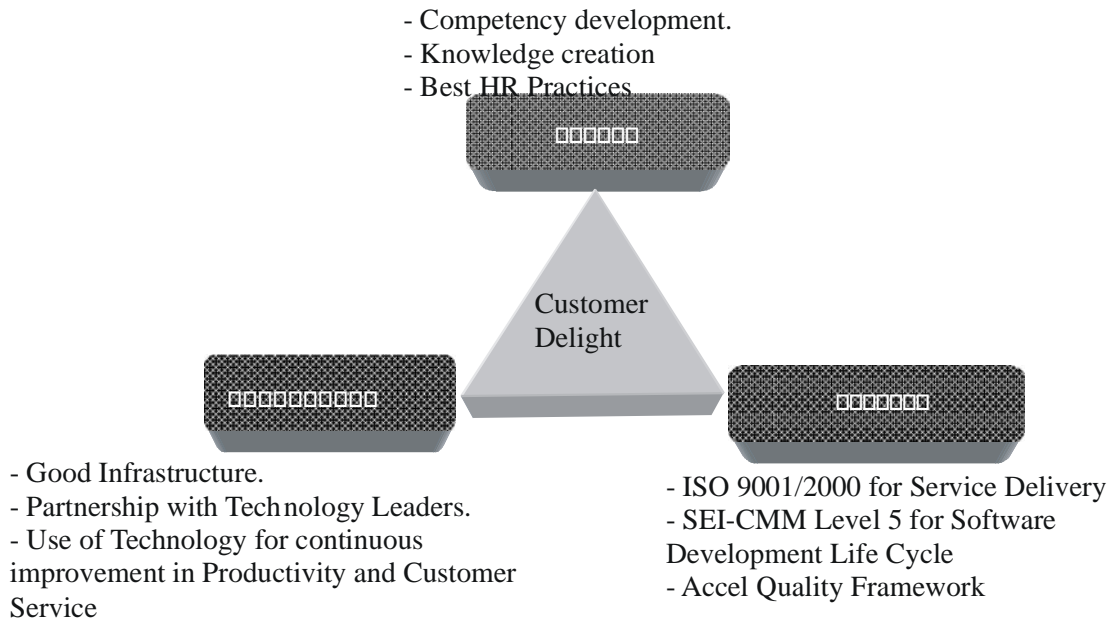 - Competency development.
- Knowledge creation
- Best HR Practices
Customer
Delight
- Good Infrastructure.
- Partnership with Technology Leaders.
- Use of Technology for continuous
improvement in Productivity and Customer
Service
- ISO 9001/2000 for Service Delivery
- SEI-CMM Level 5 for Software
Development Life Cycle
- Accel Quality Framework